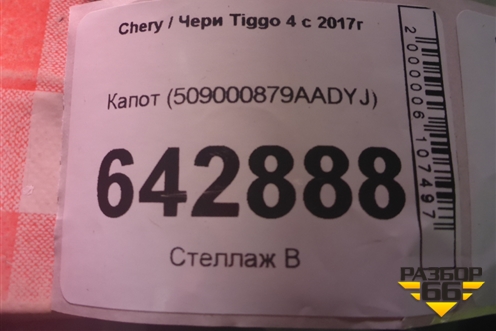 Chery / Чери Tiggo 4 с 2017г
Капот (509000879AADYJ)
642888
Стеллаж В
2000006107497
РАЗБОР
66